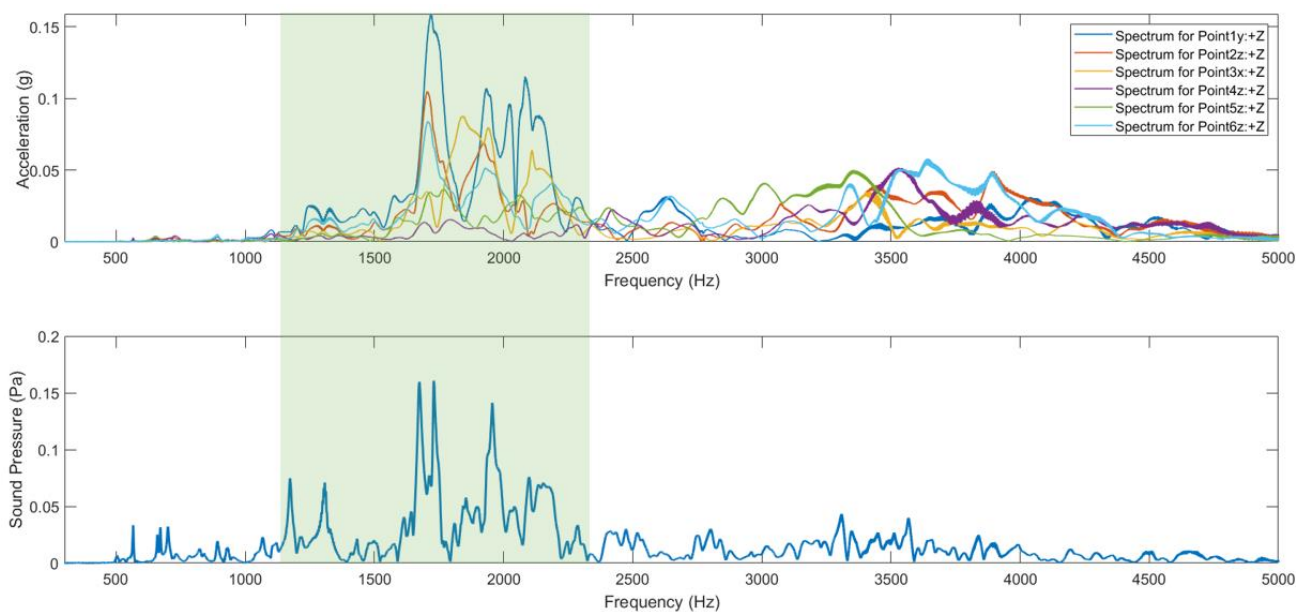 0.15
0.1
0.05
0
Acceleration (g)
Spectrum for Point1y:+Z
Spectrum for Point2z:+Z
Spectrum for Point3x:+Z
Spectrum for Point4z:+Z
Spectrum for Point5z:+Z
Spectrum for Point6z:+Z
500 1000 1500 2000 2500 3000 3500 4000 4500 5000
Frequency (Hz)
0.2
0.15
0.1
0.05
0
Sound Pressure (Pa)
500 1000 1500 2000 2500 3000 3500 4000 4500 5000
Frequency (Hz)